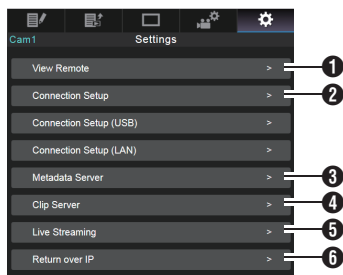 Cam1 Settings
View Remote > 1
Connection Setup > 2
Connection Setup (USB) >
Connection Setup (LAN) >
Metadata Server > 3
Clip Server > 4
Live Streaming > 5
Return over IP > 6